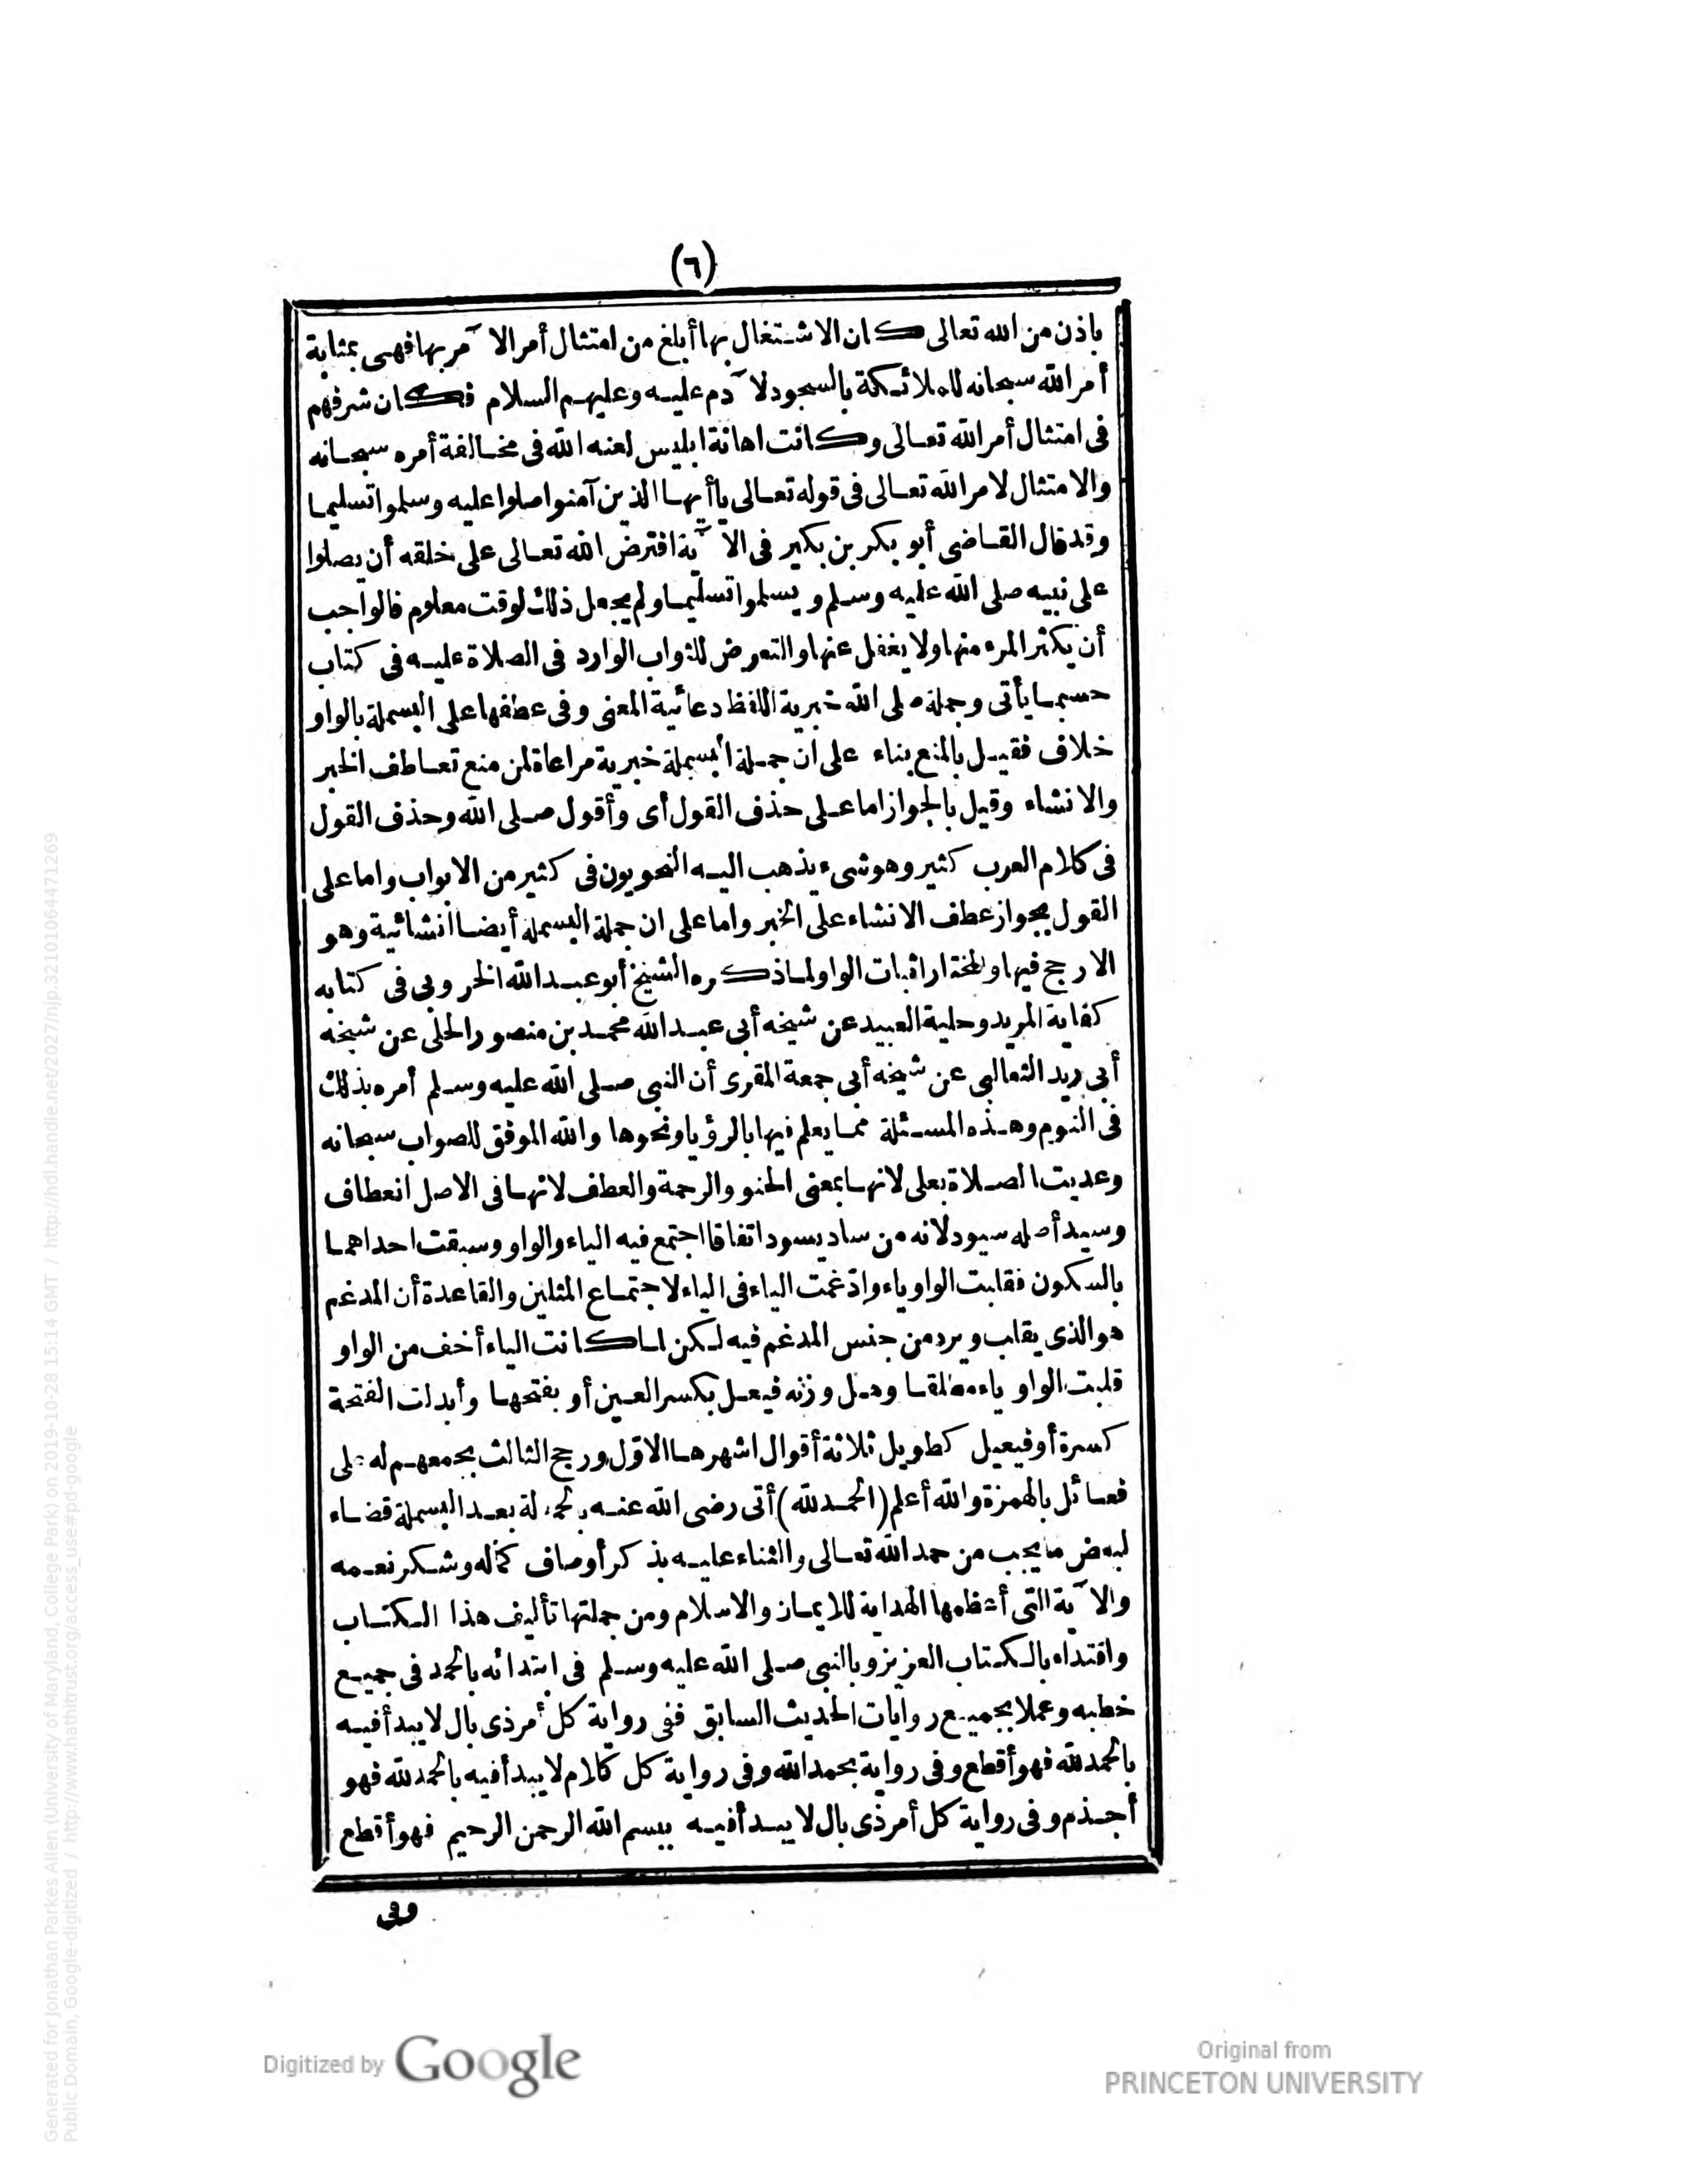 (٦)
باذن من الله تعالى كان الاشتغال بها أبلغ من امتثال أمر الآمر بها فهى بمثابة
أمر الله سبحانه للملائكة بالسجود لآدم عليه وعليهم السلام فكان شرفهم
فى امتثال أمر الله تعالى وكانت اهانة ابليس لعنه الله فى مخالفة أمره سبحانه
والامتثال لامر الله تعالى فى قوله تعالى ياأيها الذين آمنوا صلوا عليه وسلموا تسليما
وقد قال القاضى أبو بكر بن بكير فى الآية افترض الله تعالى على خلقه أن يصلوا
على نبيه صلى الله عليه وسلم ويسلموا تسليما ولم يجعل ذلك لوقت معلوم فالواجب
أن يكثر المرء منها ولا يغفل عنها والتعرض للثواب الوارد فى الصلاة عليه فى كتاب
حسبما يأتى وجملة صلى الله خبرية اللفظ دعائية المعنى وفى عطفها على البسملة بالواو
خلاف فقيل بالمنع بناء على ان جملة البسملة خبرية مراعاة لمن منع تعاطف الخبر
والانشاء وقيل بالجواز اما على حذف القول أى وأقول صلى الله وحذف القول
فى كلام العرب كثير وهو شىء يذهب اليه النحويون فى كثير من الابواب واما على
القول بجواز عطف الانشاء على الخبر واما على ان جملة البسملة أيضا انشائية وهو
الارجح فيها والمختار اثبات الواو لما ذكره الشيخ أبو عبد الله الخروبى فى كتابه
كفاية المريد وحلية العبيد عن شيخه أبى عبد الله محمد بن منصور الحلى عن شيخه
أبى زيد الثعالبى عن شيخه أبى جمعة المقرى أن النبى صلى الله عليه وسلم أمره بذلك
فى النوم وهذه المسئلة مما يعلم فيها بالرؤيا ونحوها والله الموفق للصواب سبحانه
وعديت الصلاة بعلى لانها بمعنى الحنو والرحمة والعطف لانها فى الاصل انعطاف
وسيد أصله سيود لانه من ساد يسود اتفاقا اجتمع فيه الياء والواو وسبقت احداهما
بالسكون فقلبت الواو ياء وادغمت الياء فى الياء لاجتماع المثلين والقاعدة أن المدغم
هو الذى يقلب ويرد من جنس المدغم فيه لكن لما كانت الياء أخف من الواو
قلبت الواو ياء مطلقا وهل وزنه فيعل بكسر العين أو بفتحها وأبدلت الفتحة
كسرة أو فيعيل كطويل ثلاثة أقوال اشهرها الاول ورجح الثالث بجمعهم له على
فعائل بالهمزة والله أعلم (الحمد لله) أتى رضى الله عنه بالحمدلة بعد البسملة قضاء
لبعض ما يجب من حمد الله تعالى والثناء عليه بذكر أوصاف كماله وشكر نعمه
والآية التى أعظمها الهداية للايمان والاسلام ومن جملتها تأليف هذا الكتاب
واقتداء بالكتاب العزيز وبالنبى صلى الله عليه وسلم فى ابتدائه بالحمد فى جميع
خطبه وعملا بجميع روايات الحديث السابق ففى رواية كل أمر ذى بال لا يبدأ فيه
بالحمد لله فهو أقطع وفى رواية بحمد الله وفى رواية كل كلام لا يبدأ فيه بالحمد لله فهو
أجذم وفى رواية كل أمر ذى بال لا يبدأ فيه ببسم الله الرحمن الرحيم فهو أقطع
وفى
Digitized by Google
Original from
PRINCETON UNIVERSITY
Generated for Jonathan Parkes Allen (University of Maryland, College Park) on 2019-10-28 15:14 GMT / http://hdl.handle.net/2027/njp.32101064471269
Public Domain, Google-digitized / http://www.hathitrust.org/access_use#pd-google